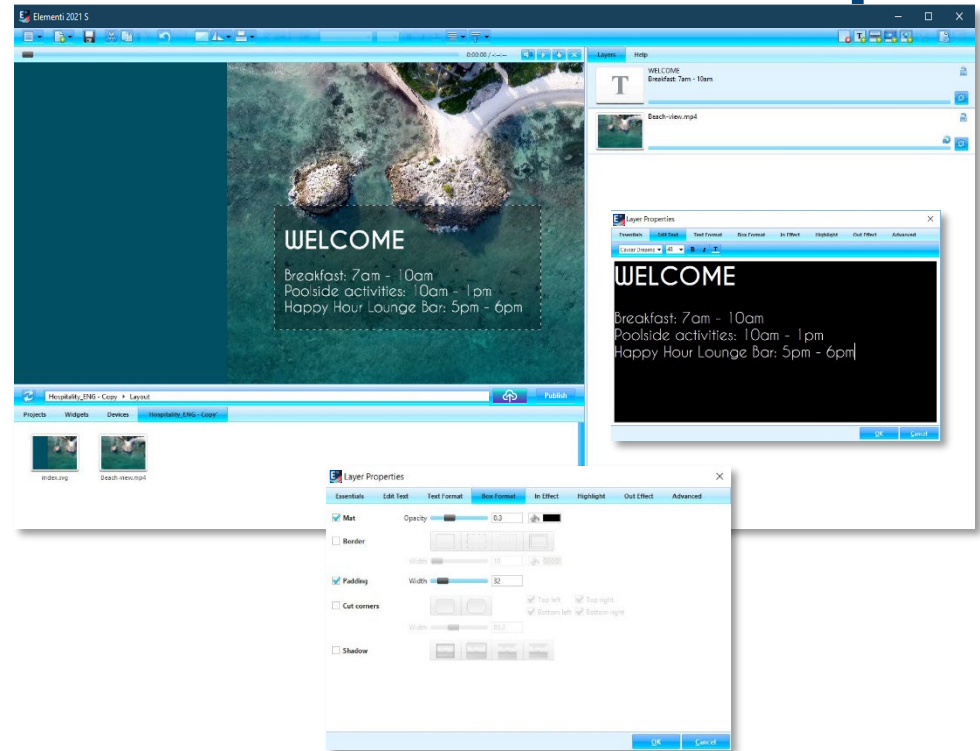 Elementi 2021 S
0:00:00 / --:--:--
Layers Help
WELCOME
Breakfast: 7am - 10am
Beach-view.mp4
WELCOME
Breakfast: 7am - 10am
Poolside activities: 10am - 1pm
Happy Hour Lounge Bar: 5pm - 6pm
Hospitality_ENG - Copy Layout
Publish
Projects Widgets Devices Hospitality_ENG - Copy*
index.svg Beach-view.mp4
Layer Properties
Essentials Edit Text Text Format Box Format In Effect Highlight Out Effect Advanced
Caviar Dreams 48 B I T
WELCOME
Breakfast: 7am - 10am
Poolside activities: 10am - 1pm
Happy Hour Lounge Bar: 5pm - 6pm
OK Cancel
Layer Properties
Essentials Edit Text Text Format Box Format In Effect Highlight Out Effect Advanced
Mat Opacity 0.3
Border
Width 10
Padding Width 32
Cut corners Top left Top right
Bottom left Bottom right
Width
Shadow
OK Cancel